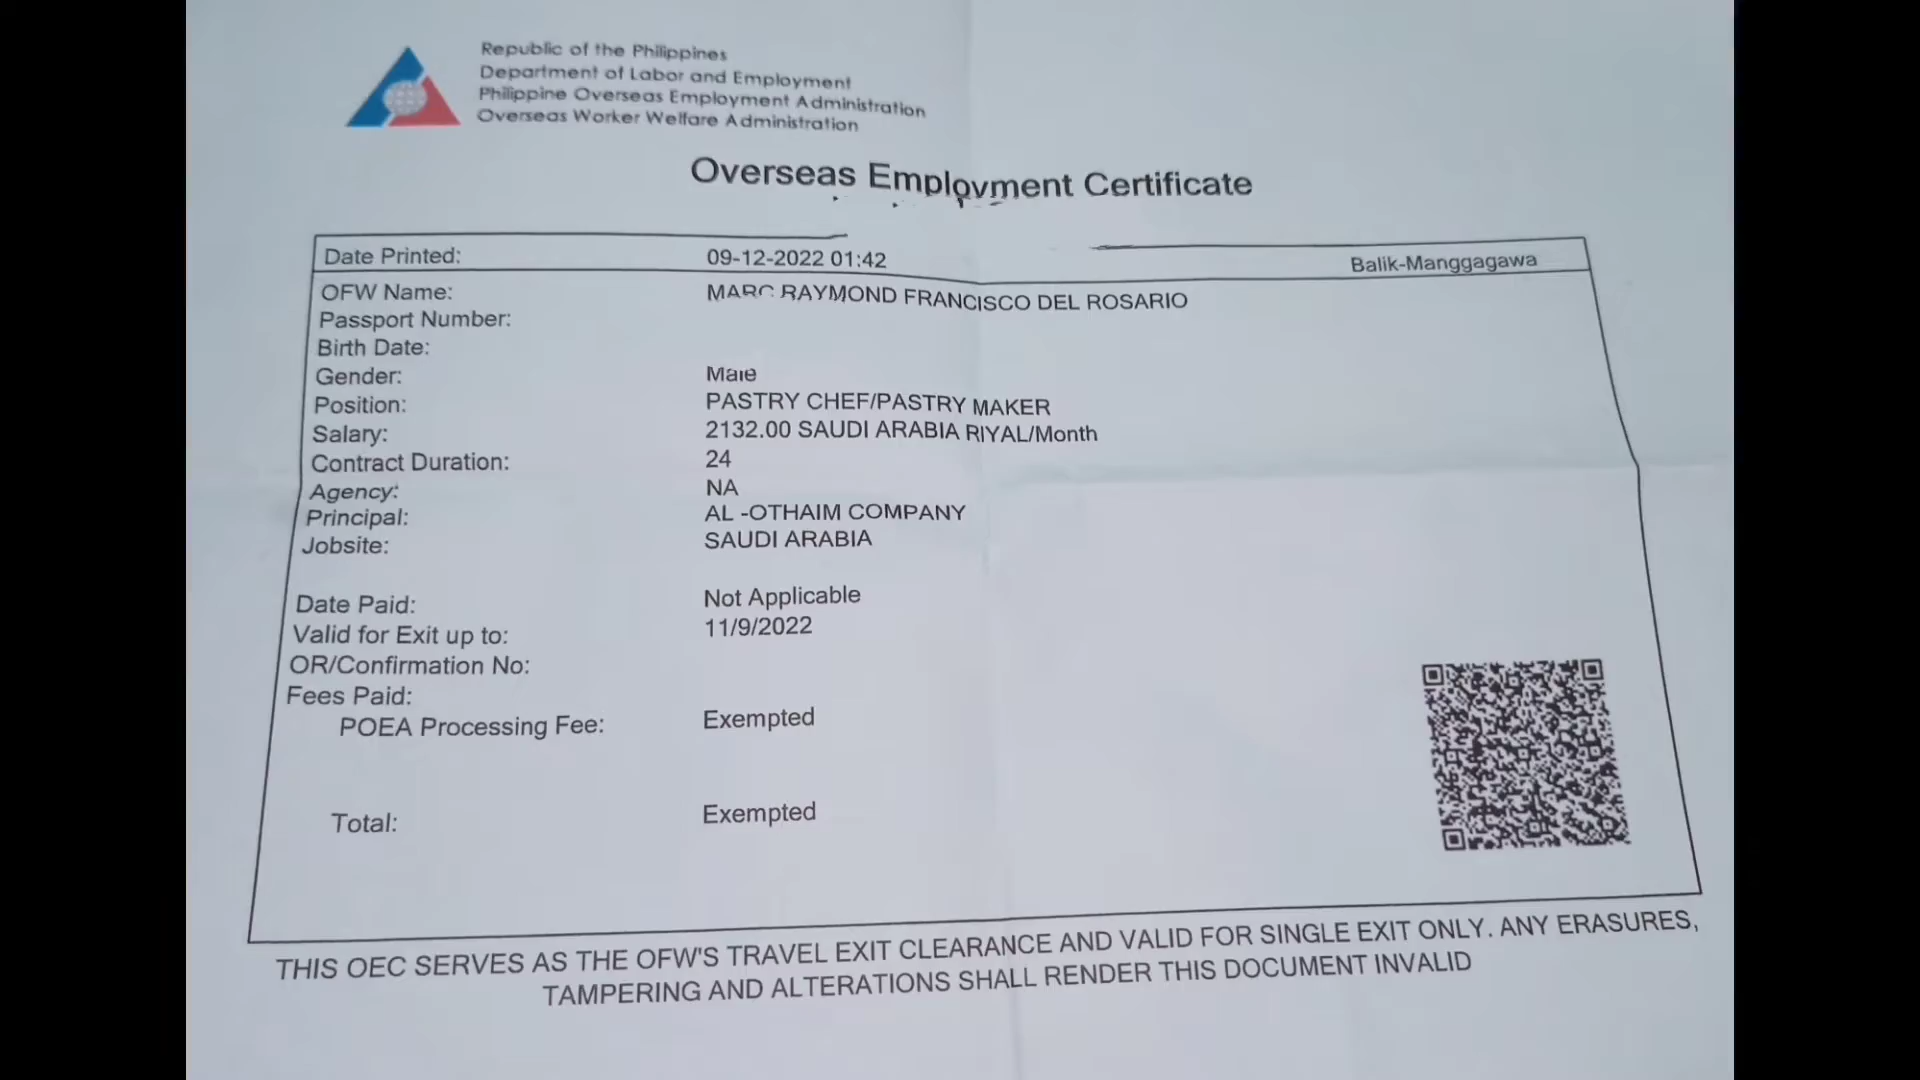 Republic of the Philippines
Department of Labor and Employment
Philippine Overseas Employment Administration
Overseas Worker Welfare Administration
Overseas Employment Certificate
Date Printed: 09-12-2022 01:42 Balik-Manggagawa
OFW Name: MARC RAYMOND FRANCISCO DEL ROSARIO
Passport Number:
Birth Date:
Gender: Male
Position: PASTRY CHEF/PASTRY MAKER
Salary: 2132.00 SAUDI ARABIA RIYAL/Month
Contract Duration: 24
Agency: NA
Principal: AL -OTHAIM COMPANY
Jobsite: SAUDI ARABIA
Date Paid: Not Applicable
Valid for Exit up to: 11/9/2022
OR/Confirmation No:
Fees Paid:
POEA Processing Fee: Exempted
Total: Exempted
THIS OEC SERVES AS THE OFW'S TRAVEL EXIT CLEARANCE AND VALID FOR SINGLE EXIT ONLY. ANY ERASURES,
TAMPERING AND ALTERATIONS SHALL RENDER THIS DOCUMENT INVALID